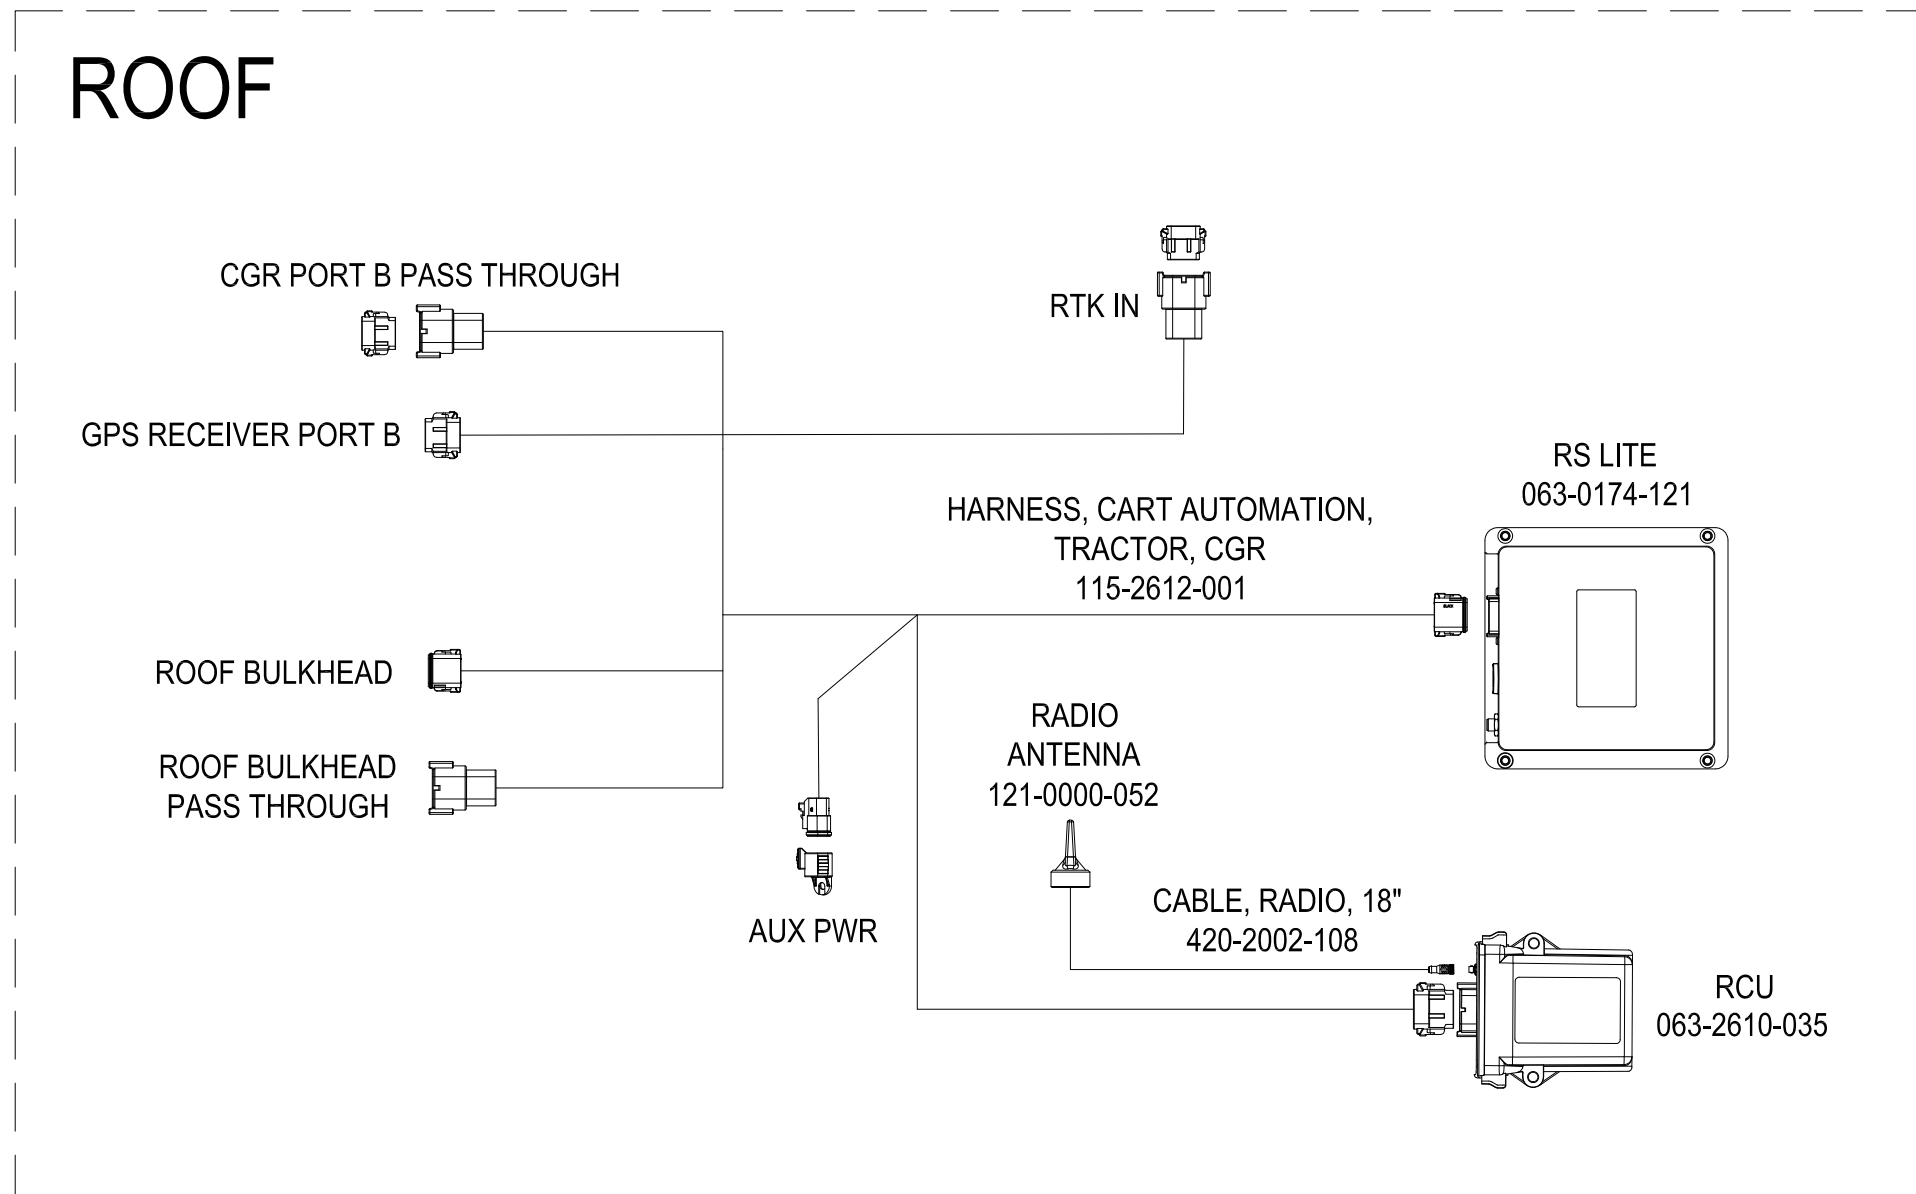 ROOF
CGR PORT B PASS THROUGH
RTK IN
GPS RECEIVER PORT B
RS LITE
063-0174-121
HARNESS, CART AUTOMATION,
TRACTOR, CGR
115-2612-001
BLACK
ROOF BULKHEAD
ROOF BULKHEAD
PASS THROUGH
RADIO
ANTENNA
121-0000-052
AUX PWR
CABLE, RADIO, 18"
420-2002-108
RCU
063-2610-035